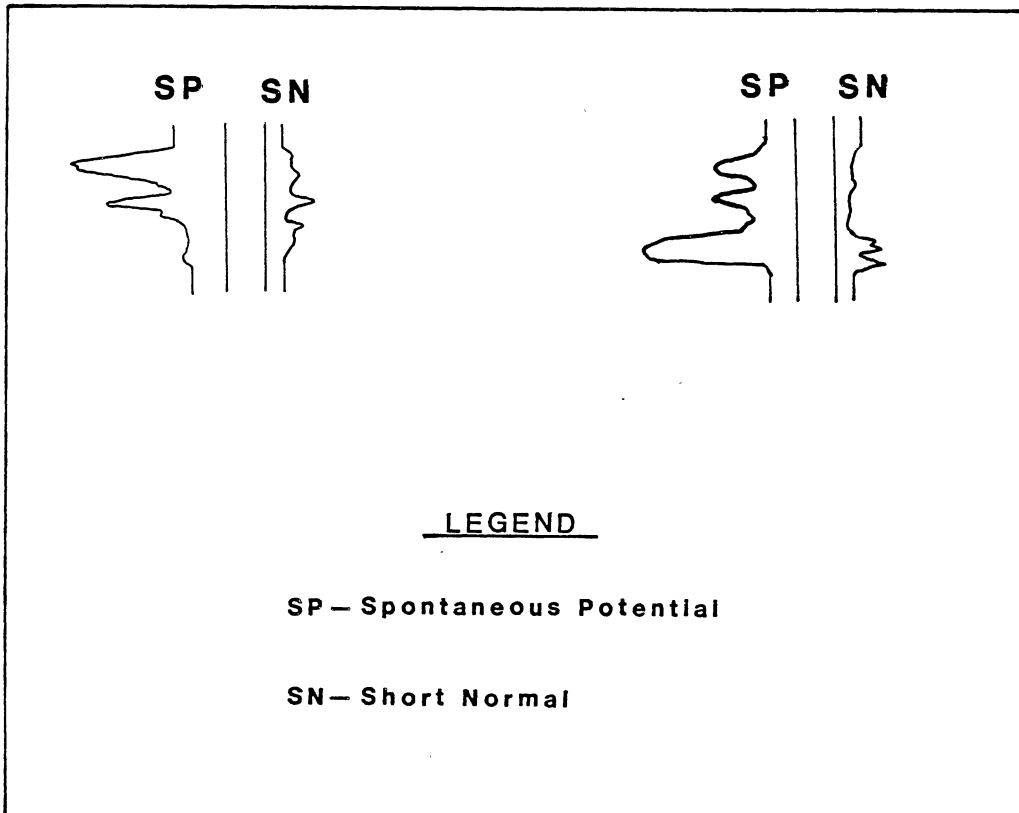 SP SN SP SN
LEGEND
SP— Spontaneous Potential
SN— Short Normal